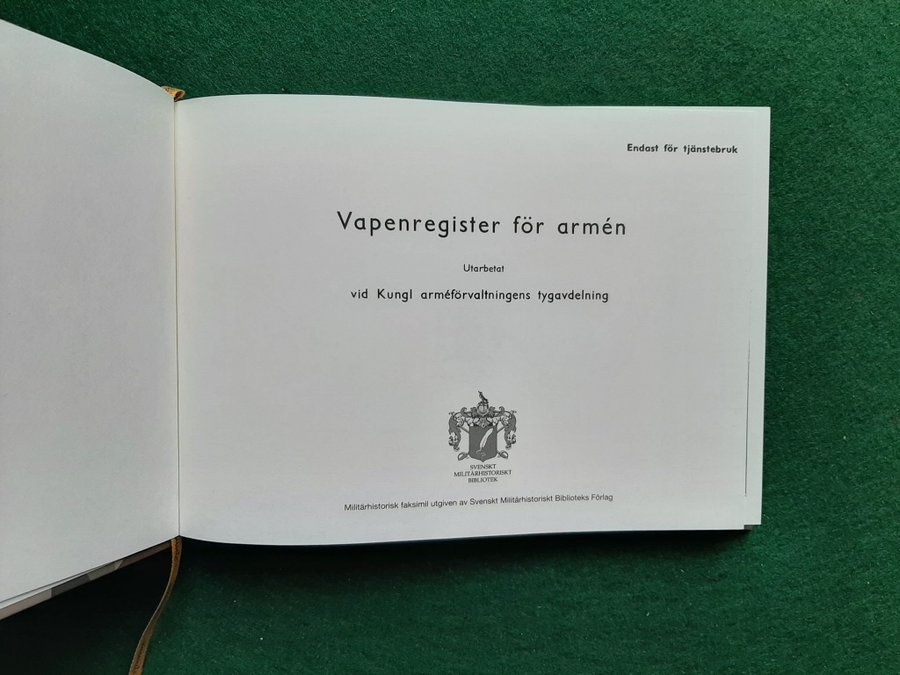 Endast för tjänstebruk
Vapenregister för armén
Utarbetat
vid Kungl arméförvaltningens tygavdelning
SVENSKT
MILITÄRHISTORISKT
BIBLIOTEK
Militärhistorisk faksimil utgiven av Svenskt Militärhistoriskt Biblioteks Förlag